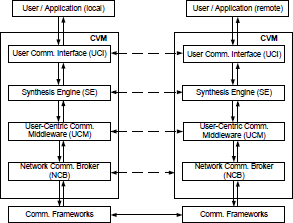 User / Application (local)
User / Application (remote)
CVM
CVM
User Comm. Interface (UCI)
User Comm. Interface (UCI)
Synthesis Engine (SE)
Synthesis Engine (SE)
User-Centric Comm.
Middleware (UCM)
User-Centric Comm.
Middleware (UCM)
Network Comm. Broker
(NCB)
Network Comm. Broker
(NCB)
Comm. Frameworks
Comm. Frameworks